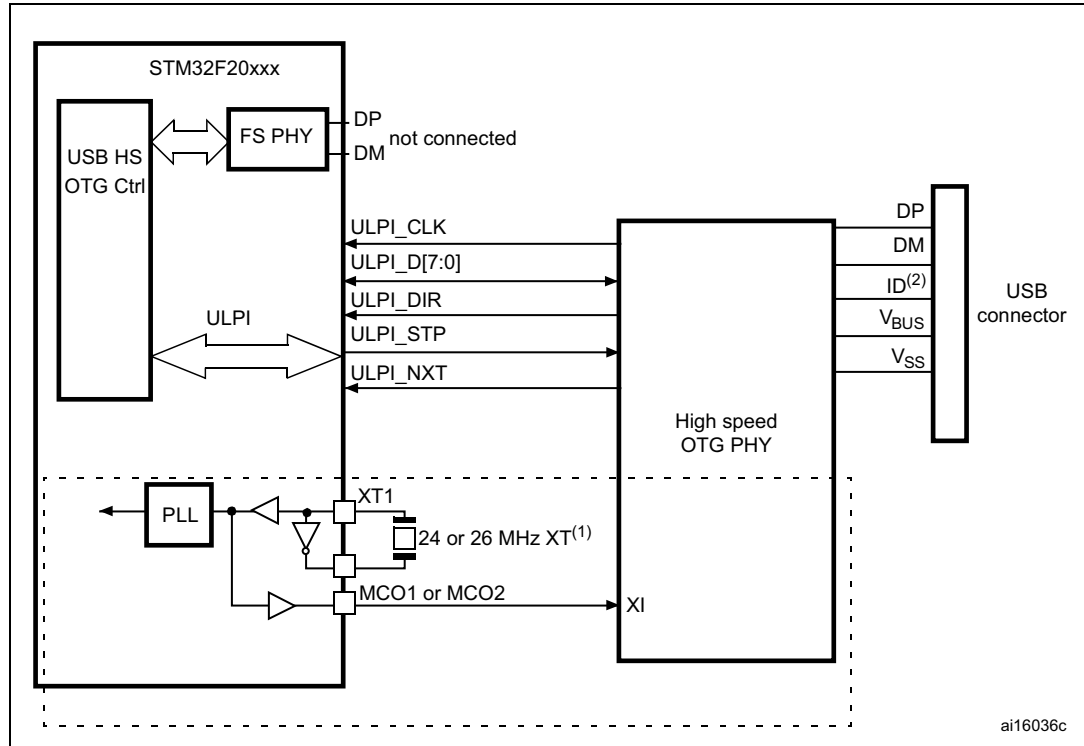 STM32F20xxx
USB HS
OTG Ctrl
FS PHY
DP
DM
not connected
ULPI
ULPI_CLK
ULPI_D[7:0]
ULPI_DIR
ULPI_STP
ULPI_NXT
High speed
OTG PHY
DP
DM
ID(2)
VBUS
VSS
USB
connector
PLL
XT1
24 or 26 MHz XT(1)
MCO1 or MCO2
XI
ai16036c